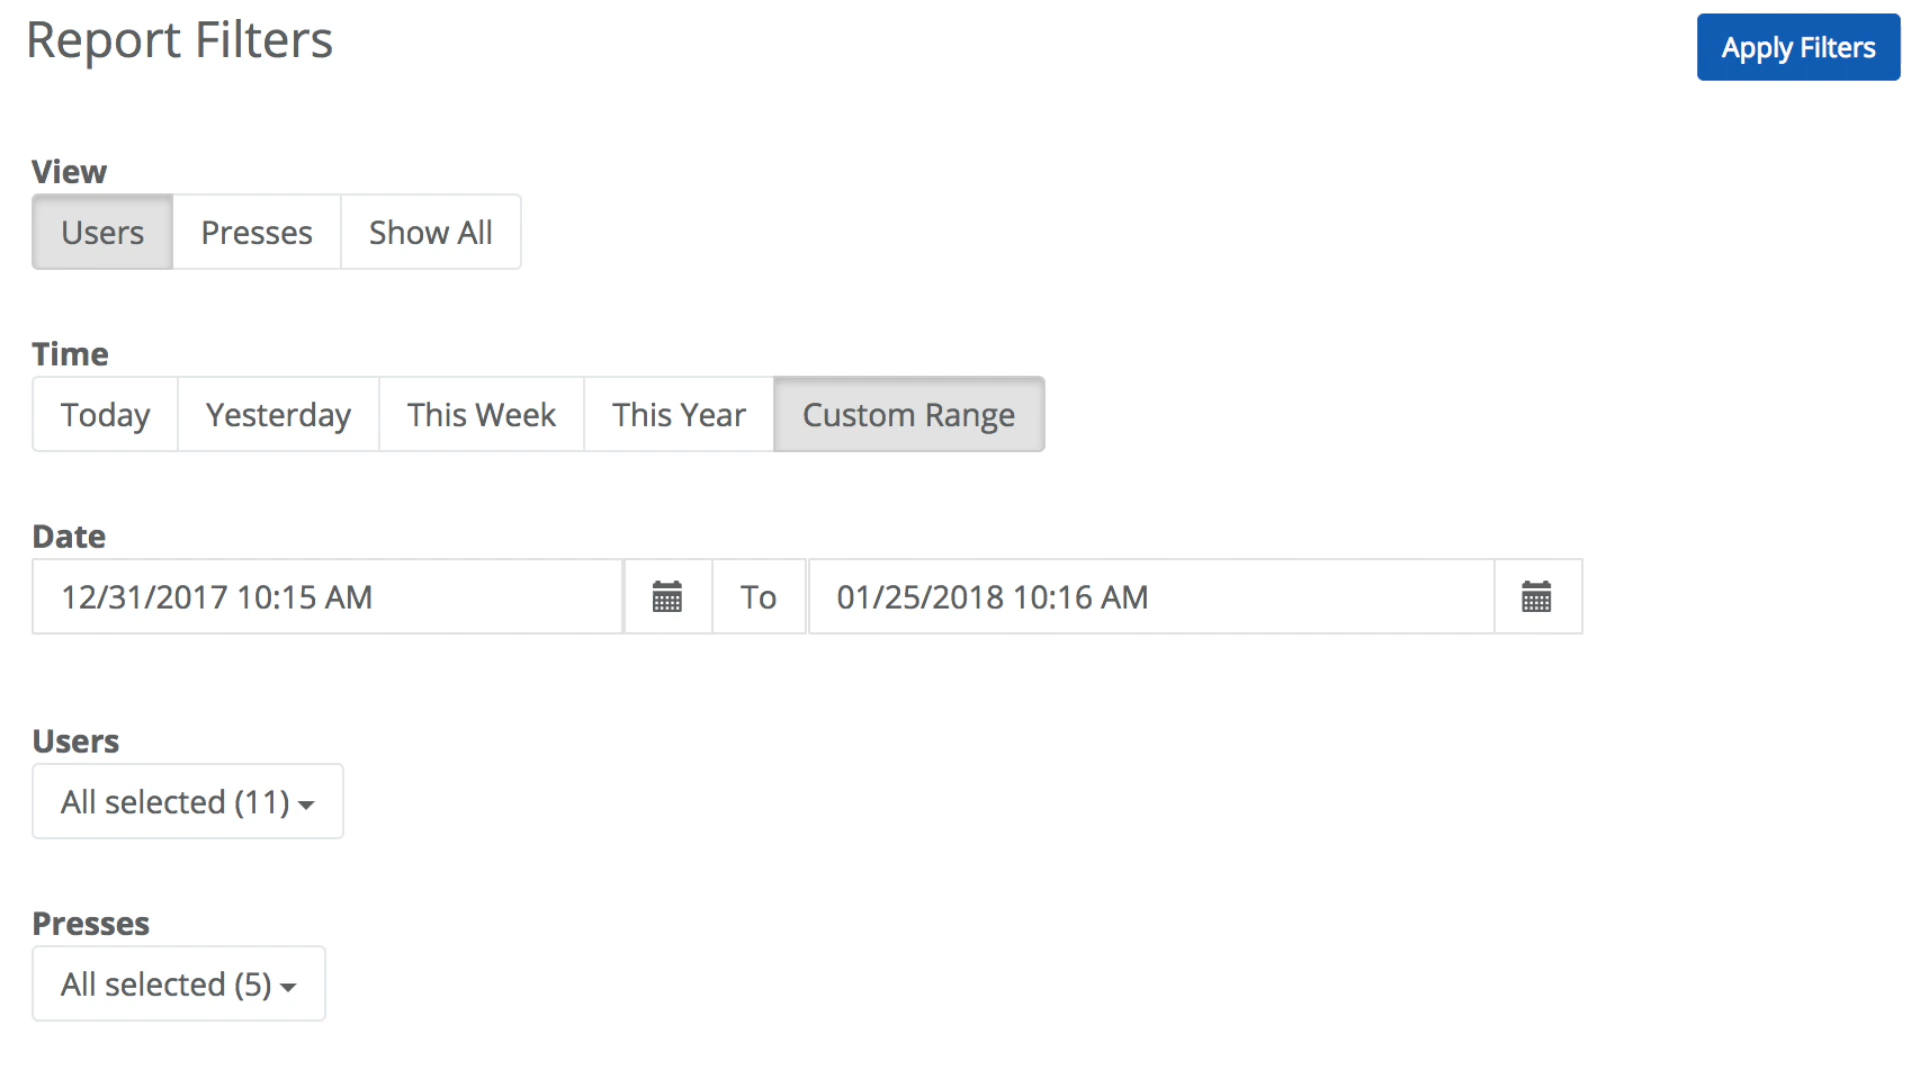 Report Filters
Apply Filters
View
Users Presses Show All
Time
Today Yesterday This Week This Year Custom Range
Date
12/31/2017 10:15 AM To 01/25/2018 10:16 AM
Users
All selected (11)
Presses
All selected (5)